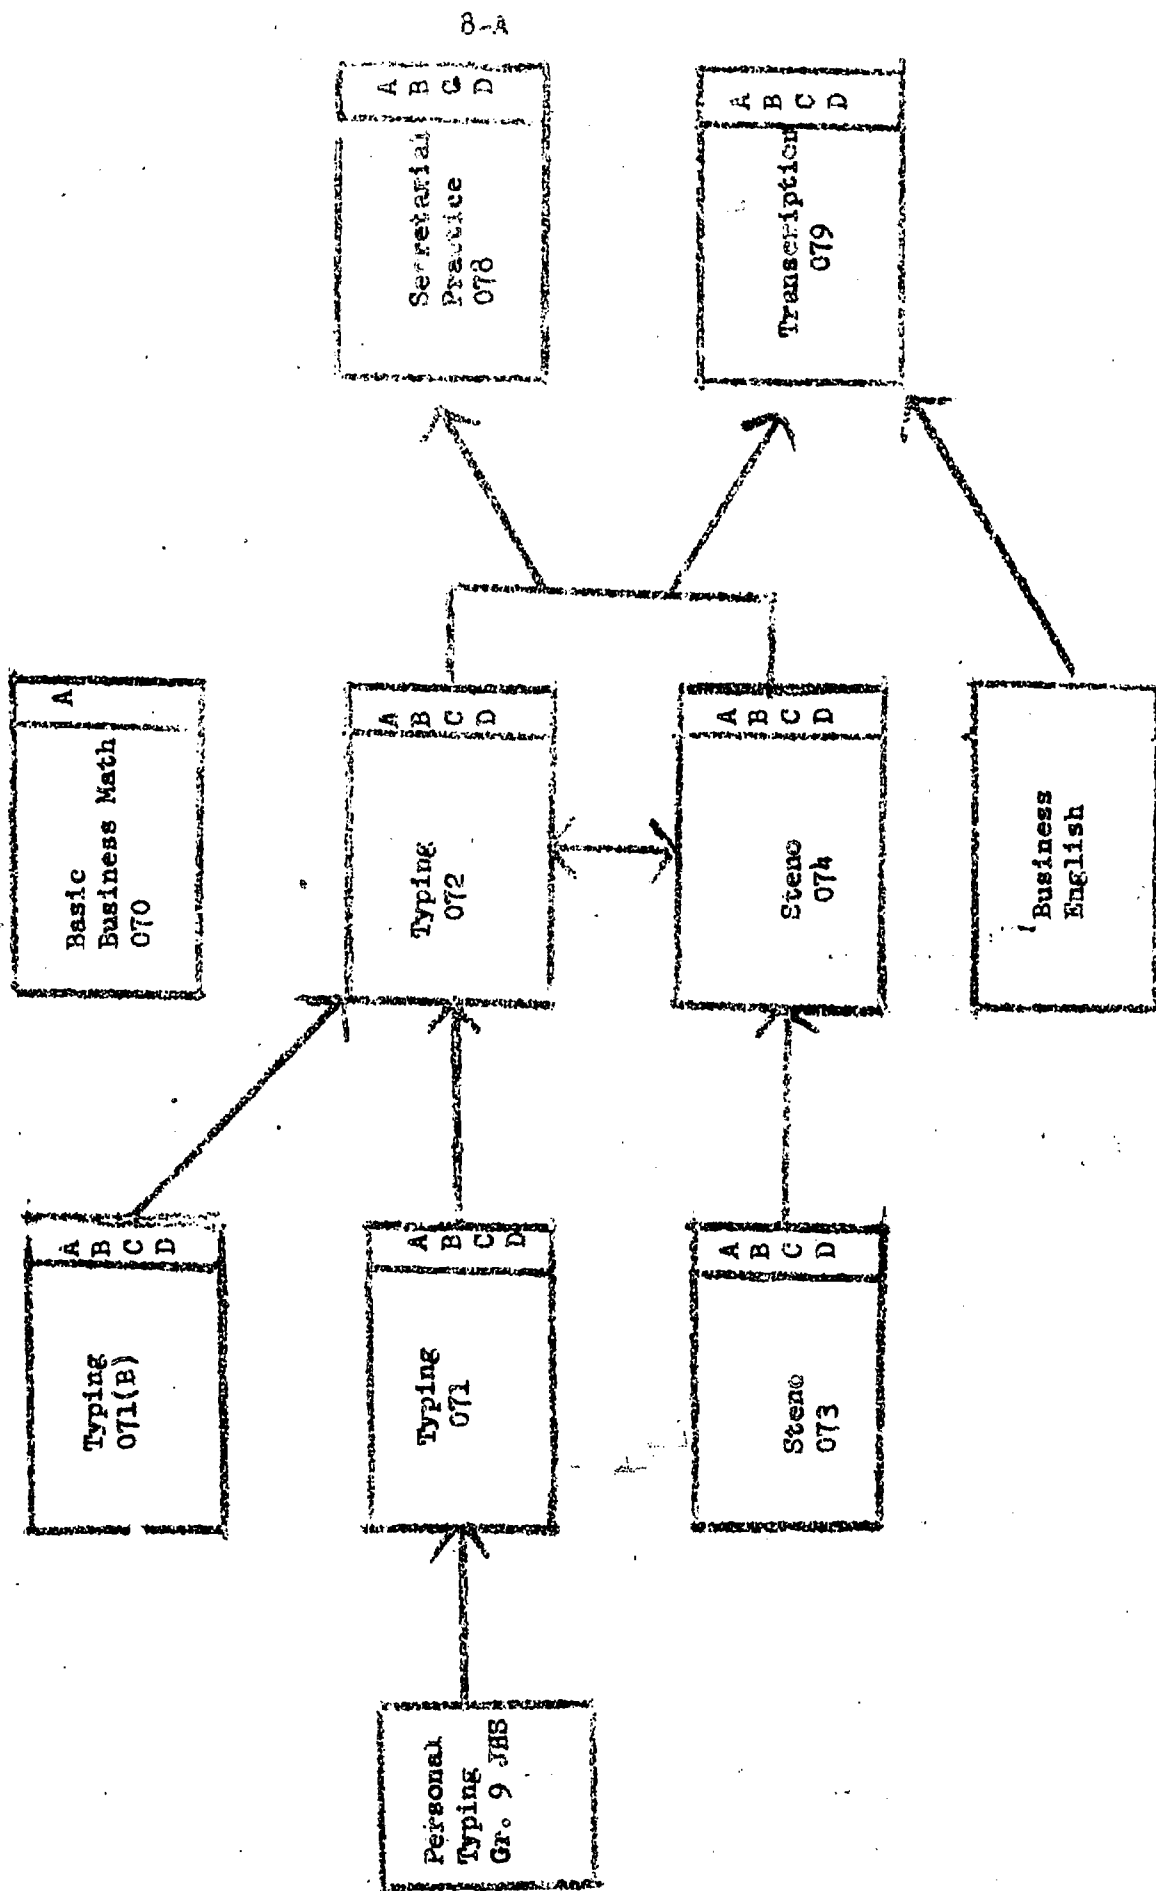 8-A
Typing
071(B)
A
B
C
D
Basic
Business Math
070
A
Personal
Typing
Gr. 9 JHS
Typing
071
A
B
C
D
Typing
072
A
B
C
D
Secretarial
Practice
078
A
B
C
D
Steno
073
A
B
C
D
Steno
074
A
B
C
D
Transcription
079
A
B
C
D
Business
English